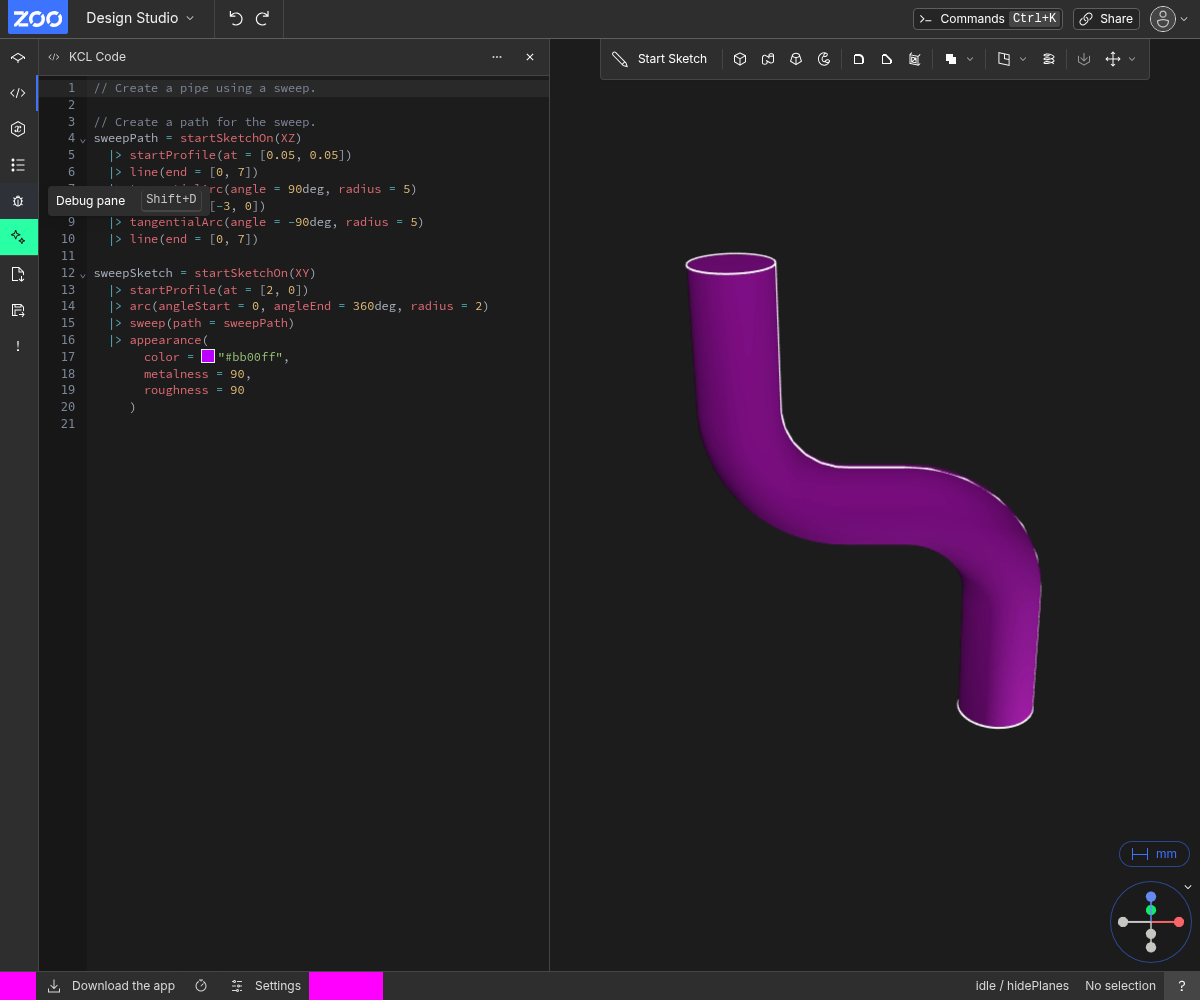 ZOO Design Studio Commands Ctrl+K Share
KCL Code
Start Sketch
1 // Create a pipe using a sweep.
2
3 // Create a path for the sweep.
4 sweepPath = startSketchOn(XZ)
5 |> startProfile(at = [0.05, 0.05])
6 |> line(end = [0, 7])
rc(angle = 90deg, radius = 5)
Debug pane Shift+D
[-3, 0])
9 |> tangentialArc(angle = -90deg, radius = 5)
10 |> line(end = [0, 7])
11
12 sweepSketch = startSketchOn(XY)
13 |> startProfile(at = [2, 0])
14 |> arc(angleStart = 0, angleEnd = 360deg, radius = 2)
15 |> sweep(path = sweepPath)
16 |> appearance(
17 color = "#bb00ff",
18 metalness = 90,
19 roughness = 90
20 )
21
mm
Download the app Settings idle / hidePlanes No selection ?